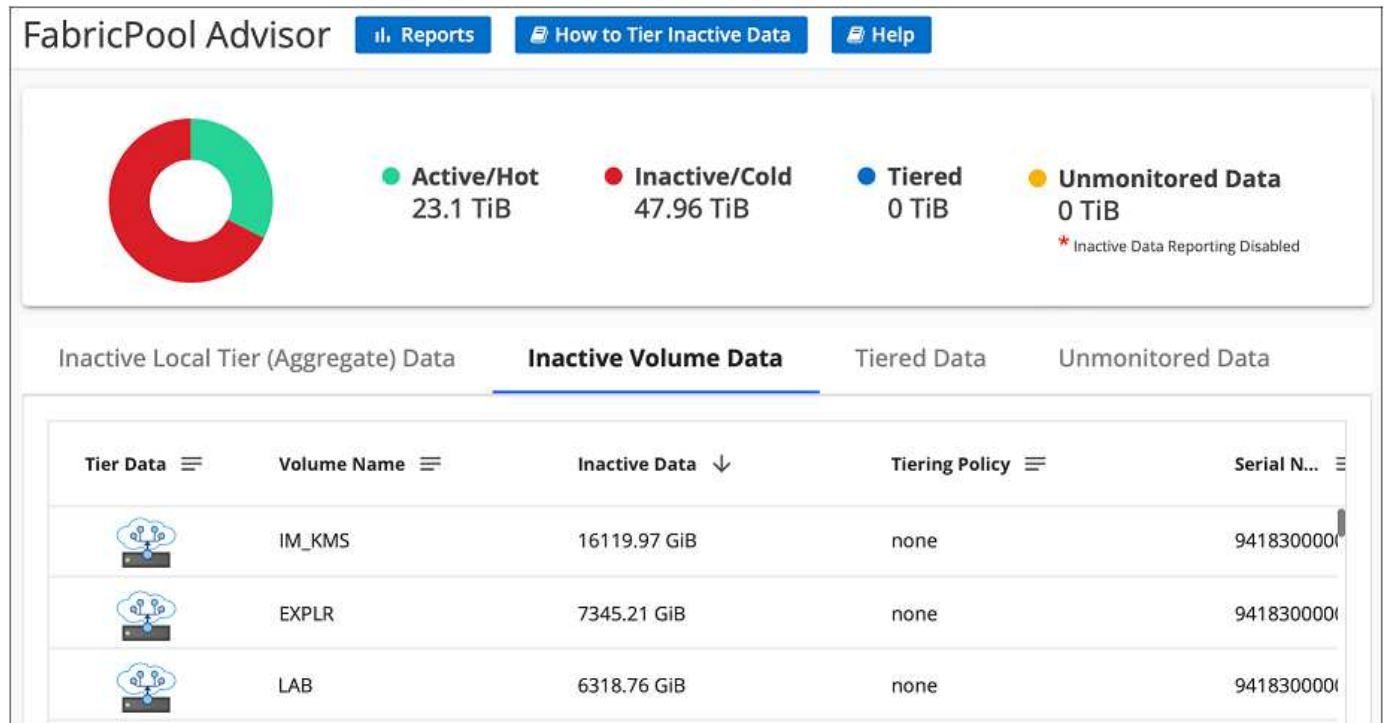 FabricPool Advisor Reports How to Tier Inactive Data Help
Active/Hot Inactive/Cold Tiered Unmonitored Data
23.1 TiB 47.96 TiB 0 TiB 0 TiB
* Inactive Data Reporting Disabled
Inactive Local Tier (Aggregate) Data Inactive Volume Data Tiered Data Unmonitored Data
Tier Data Volume Name Inactive Data Tiering Policy Serial N...
IM_KMS 16119.97 GiB none 9418300000
EXPLR 7345.21 GiB none 9418300000
LAB 6318.76 GiB none 9418300000